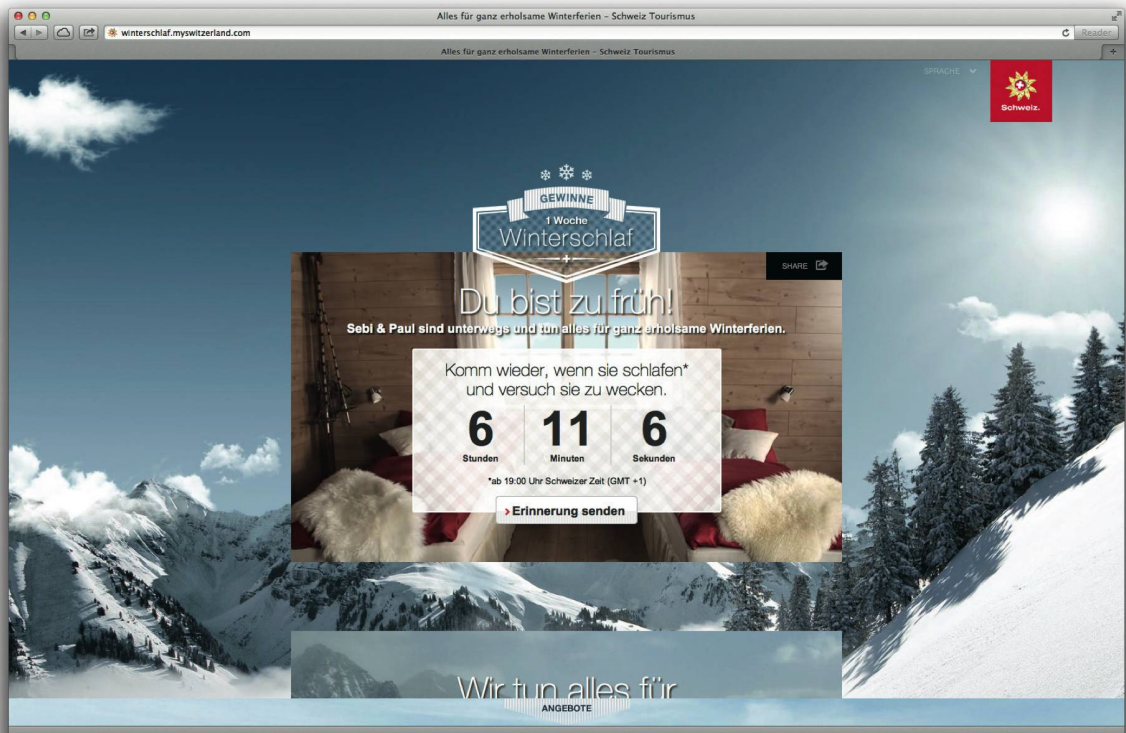 Alles für ganz erholsame Winterferien – Schweiz Tourismus
winterschlaf.myswitzerland.com
Reader
Alles für ganz erholsame Winterferien – Schweiz Tourismus
SPRACHE
Schweiz.
GEWINNE
1 Woche
Winterschlaf
SHARE
Du bist zu früh!
Sebi & Paul sind unterwegs und tun alles für ganz erholsame Winterferien.
Komm wieder, wenn sie schlafen*
und versuch sie zu wecken.
6 11 6
Stunden Minuten Sekunden
*ab 19:00 Uhr Schweizer Zeit (GMT +1)
Erinnerung senden
Wir tun alles für
ANGEBOTE